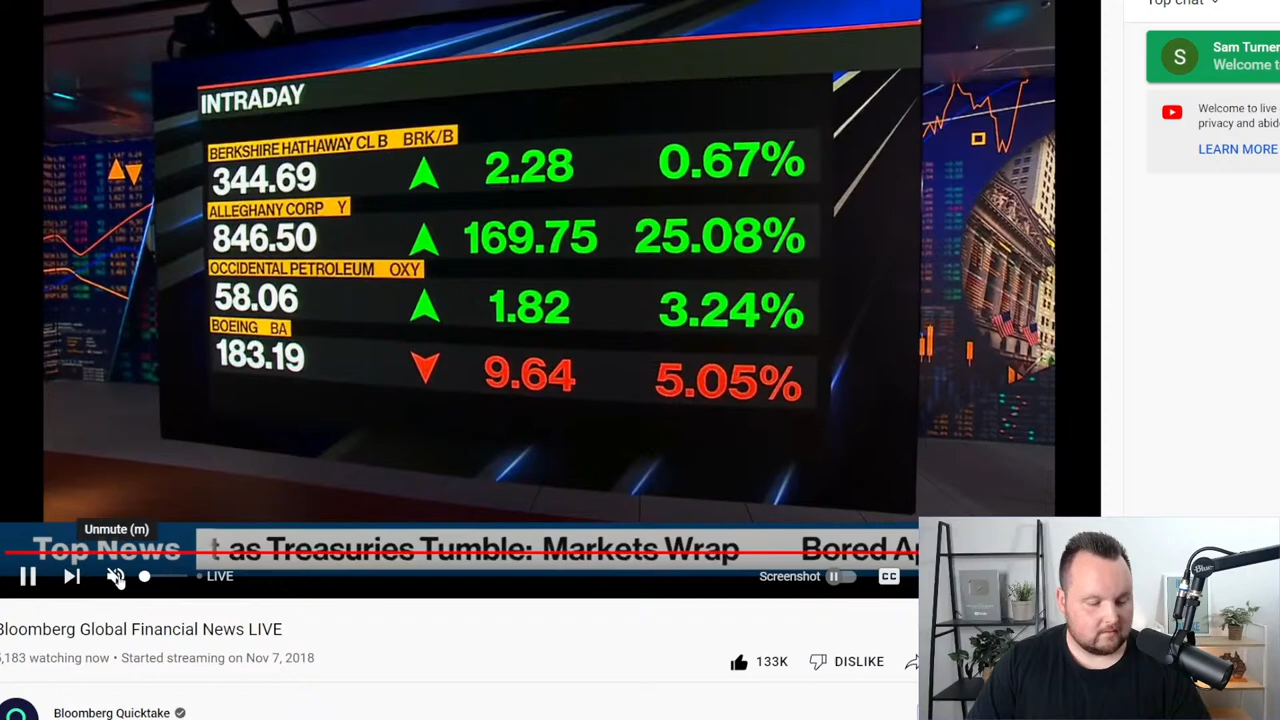 Top chat
S
Sam Turner
Welcome to
Welcome to live
privacy and abid
LEARN MORE
INTRADAY
BERKSHIRE HATHAWAY CL B BRK/B
344.69 2.28 0.67%
ALLEGHANY CORP Y
846.50 169.75 25.08%
OCCIDENTAL PETROLEUM OXY
58.06 1.82 3.24%
BOEING BA
183.19 9.64 5.05%
Unmute (m)
Top News t as Treasuries Tumble: Markets Wrap Bored A
LIVE Screenshot CC
Bloomberg Global Financial News LIVE
,183 watching now • Started streaming on Nov 7, 2018
133K DISLIKE
Bloomberg Quicktake
Blue